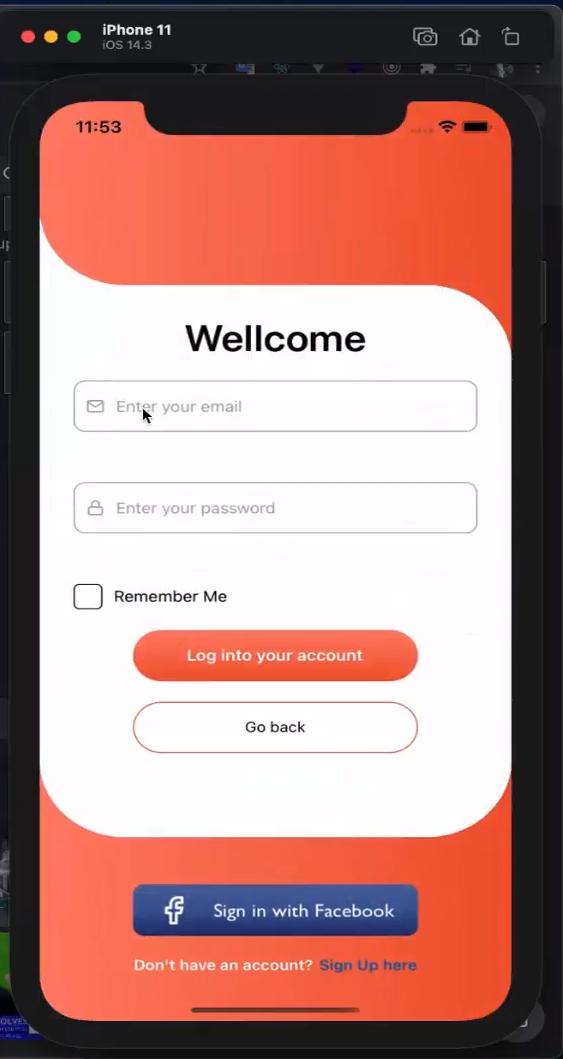 iPhone 11
iOS 14.3
11:53
Wellcome
Enter your email
Enter your password
Remember Me
Log into your account
Go back
Sign in with Facebook
Don't have an account? Sign Up here